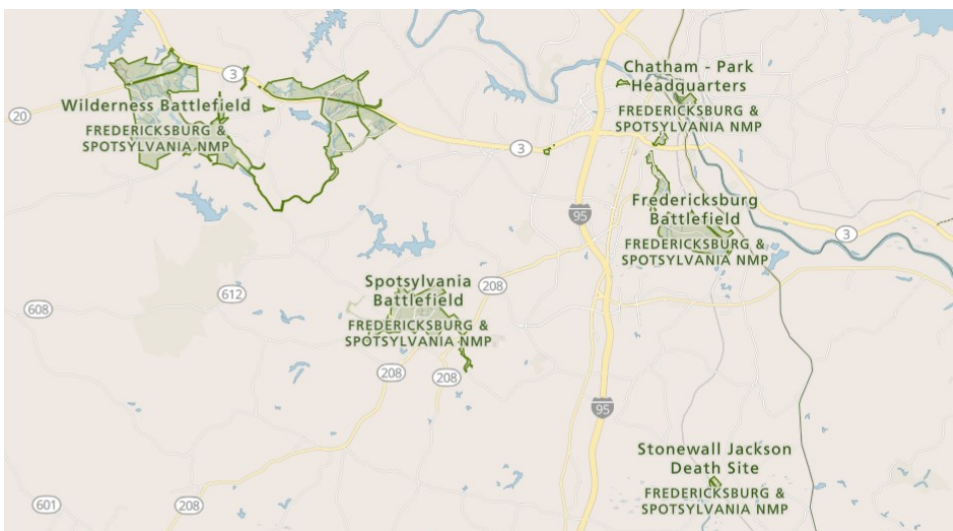 3
20
Wilderness Battlefield
FREDERICKSBURG &
SPOTSYLVANIA NMP
Chatham - Park
Headquarters
FREDERICKSBURG &
SPOTSYLVANIA NMP
3
95
Fredericksburg
Battlefield
FREDERICKSBURG &
SPOTSYLVANIA NMP
3
Spotsylvania
Battlefield
FREDERICKSBURG &
SPOTSYLVANIA NMP
208
612
608
208
208
95
Stonewall Jackson
Death Site
FREDERICKSBURG &
SPOTSYLVANIA NMP
601
208